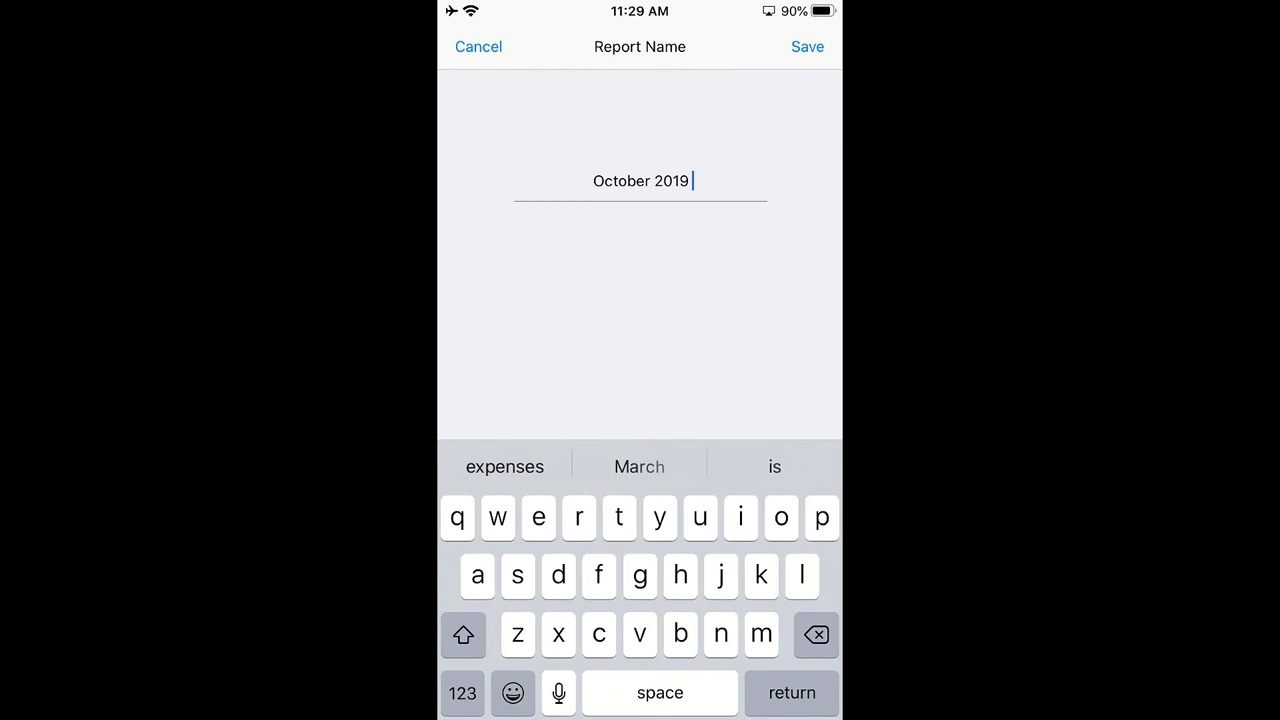 11:29 AM
90%
Cancel Report Name Save
October 2019
expenses March is
q w e r t y u i o p
a s d f g h j k l
z x c v b n m
123 space return